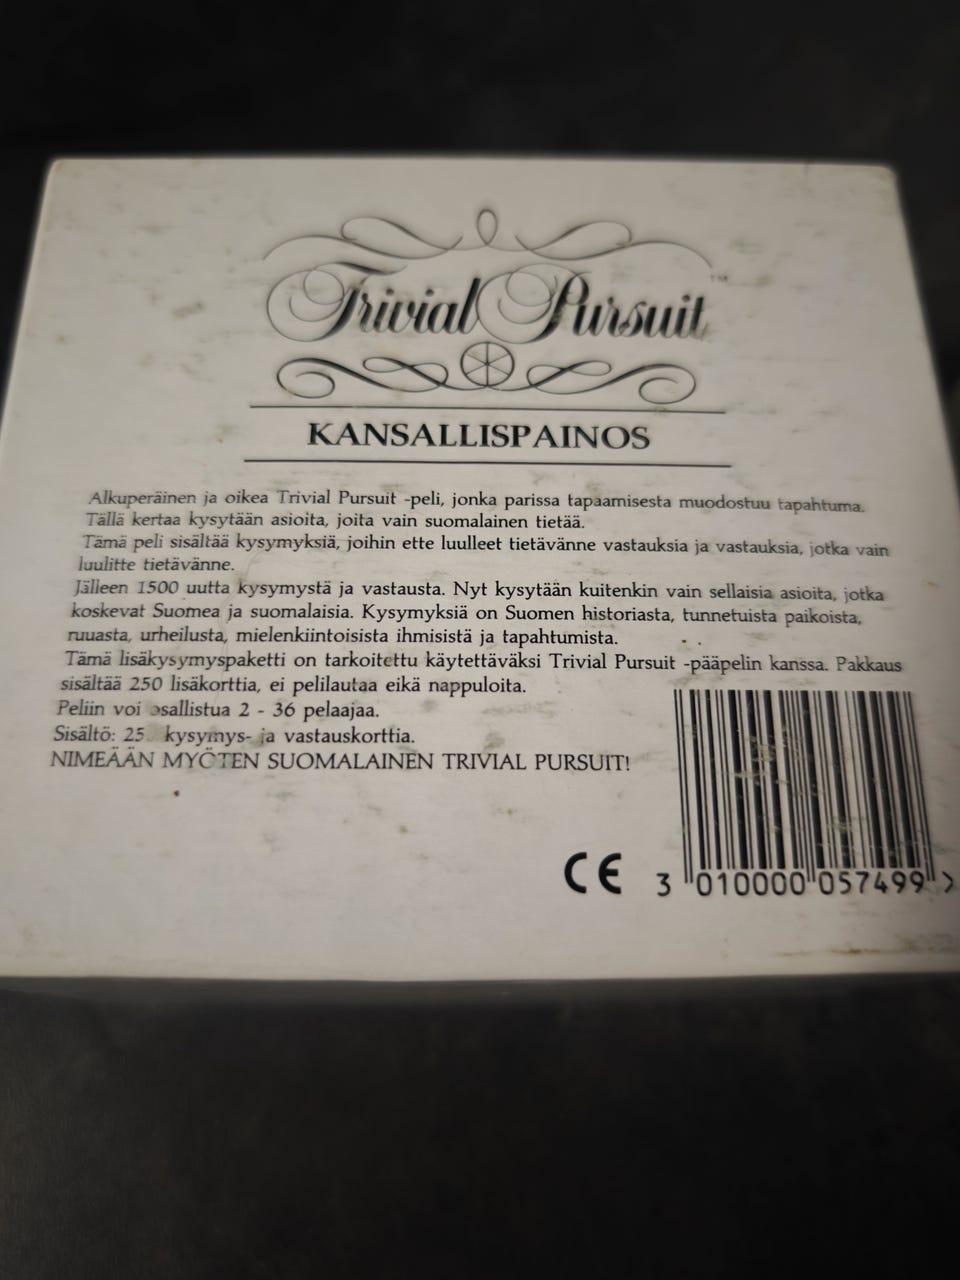 Trivial Pursuit™
KANSALLISPAINOS
Alkuperäinen ja oikea Trivial Pursuit -peli, jonka parissa tapaamisesta muodostuu tapahtuma.
Tällä kertaa kysytään asioita, joita vain suomalainen tietää.
Tämä peli sisältää kysymyksiä, joihin ette luulleet tietävänne vastauksia ja vastauksia, jotka vain
luulitte tietävänne.
Jälleen 1500 uutta kysymystä ja vastausta. Nyt kysytään kuitenkin vain sellaisia asioita, jotka
koskevat Suomea ja suomalaisia. Kysymyksiä on Suomen historiasta, tunnetuista paikoista,
ruuasta, urheilusta, mielenkiintoisista ihmisistä ja tapahtumista.
Tämä lisäkysymyspaketti on tarkoitettu käytettäväksi Trivial Pursuit -pääpelin kanssa. Pakkaus
sisältää 250 lisäkorttia, ei pelilautaa eikä nappuloita.
Peliin voi osallistua 2 - 36 pelaajaa.
Sisältö: 25 kysymys- ja vastauskorttia.
NIMEÄÄN MYÖTEN SUOMALAINEN TRIVIAL PURSUIT!
CE 3 010000 057499 >